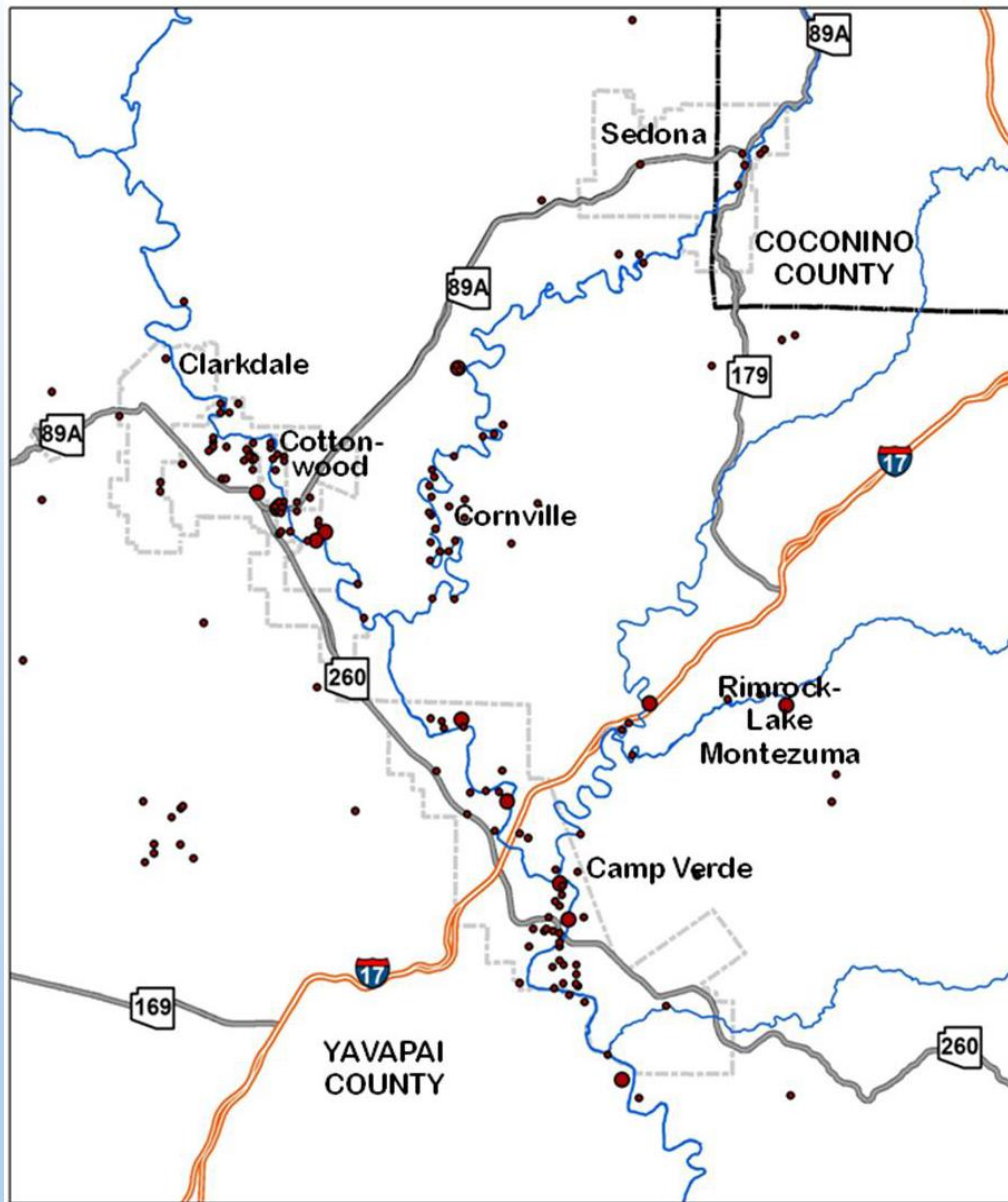 89A
Sedona
COCONINO
COUNTY
89A
Clarkdale
179
89A
Cotton-
wood
17
Cornville
260
Rimrock-
Lake
Montezuma
Camp Verde
17
169
YAVAPAI
COUNTY
260